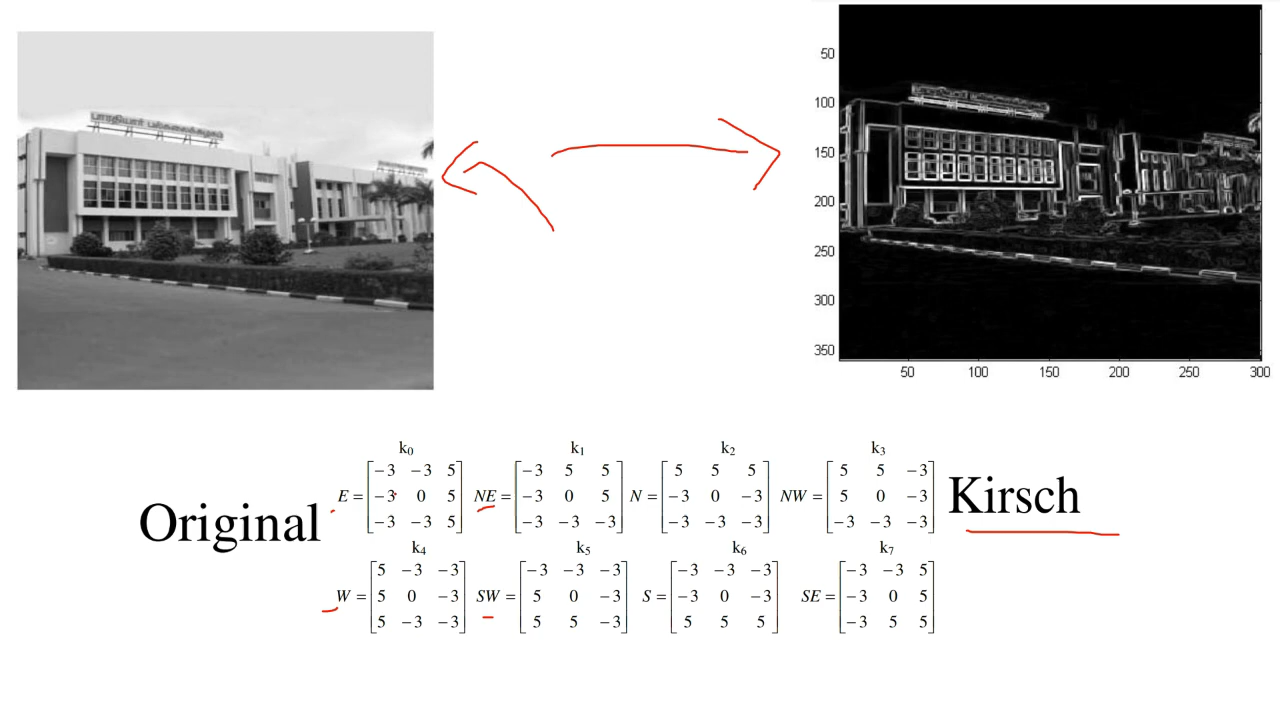 பாரதியார் பல்கலைக்கழகம்
50
100
150
200
250
300
350
50 100 150 200 250 300
Original
k₀ k₁ k₂ k₃
−3 −3 5 −3 5 5 5 5 5 5 5 −3
E = −3 0 5 NE = −3 0 5 N = −3 0 −3 NW = 5 0 −3
−3 −3 5 −3 −3 −3 −3 −3 −3 −3 −3 −3
k₄ k₅ k₆ k₇
5 −3 −3 −3 −3 −3 −3 −3 −3 −3 −3 5
W = 5 0 −3 SW = 5 0 −3 S = −3 0 −3 SE = −3 0 5
5 −3 −3 5 5 −3 5 5 5 −3 5 5
Kirsch